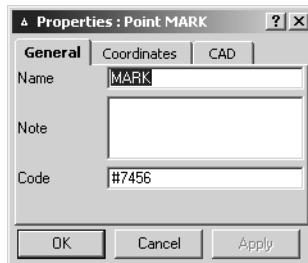 Properties : Point MARK ? ×
General Coordinates CAD
Name MARK
Note
Code #7456
OK Cancel Apply